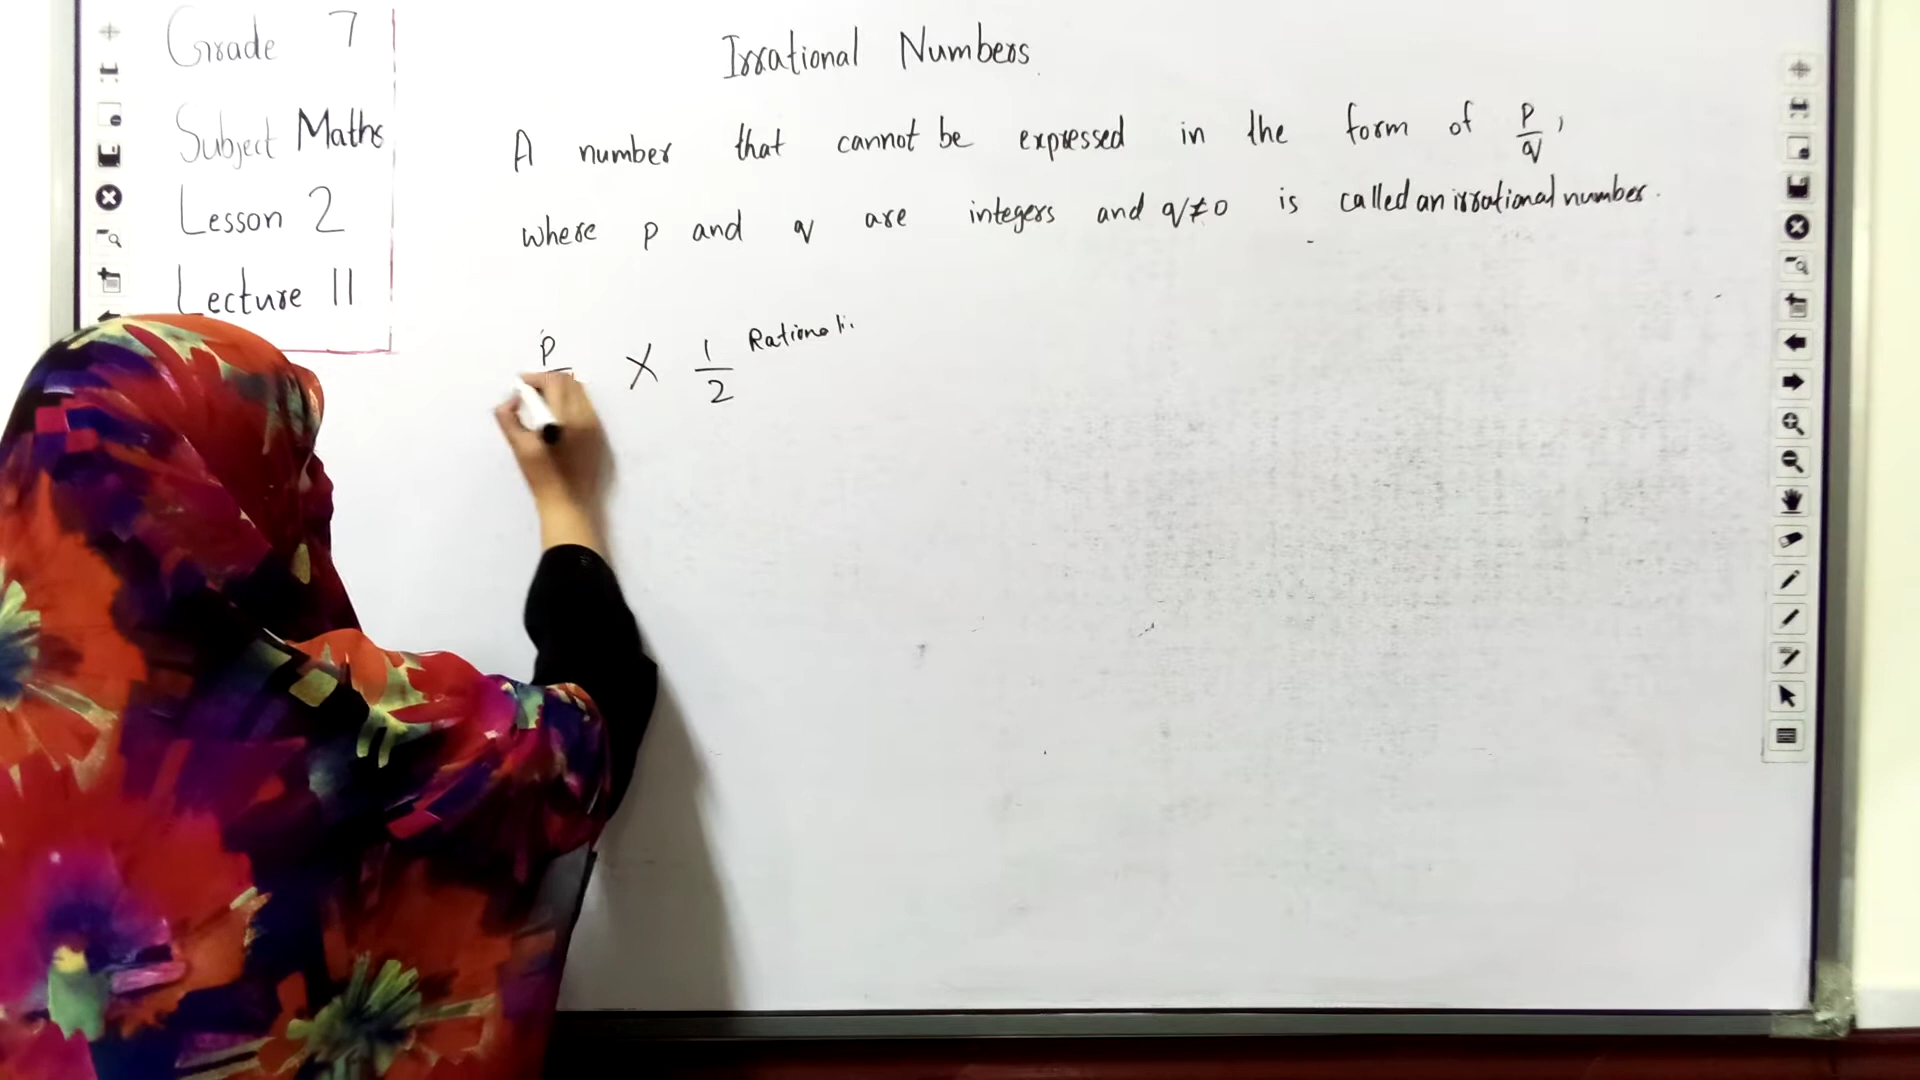 Grade 7
Subject Maths
Lesson 2
Lecture 11
Irrational Numbers
A number that cannot be expressed in the form of p/q,
where p and q are integers and q≠0 is called an irrational number.
p X 1/2 Rational.